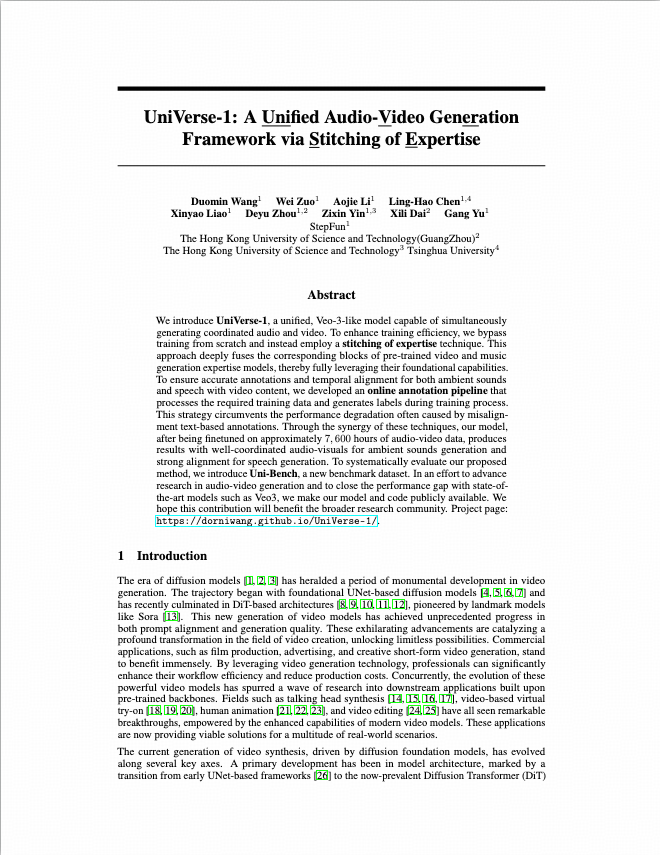 UniVerse-1: A Unified Audio-Video Generation
Framework via Stitching of Expertise
Duomin Wang¹ Wei Zuo¹ Aojie Li¹ Ling-Hao Chen¹,⁴
Xinyao Liao¹ Deyu Zhou¹,² Zixin Yin¹,³ Xili Dai² Gang Yu¹
StepFun¹
The Hong Kong University of Science and Technology(GuangZhou)²
The Hong Kong University of Science and Technology³ Tsinghua University⁴
Abstract
We introduce UniVerse-1, a unified, Veo-3-like model capable of simultaneously
generating coordinated audio and video. To enhance training efficiency, we bypass
training from scratch and instead employ a stitching of expertise technique. This
approach deeply fuses the corresponding blocks of pre-trained video and music
generation expertise models, thereby fully leveraging their foundational capabilities.
To ensure accurate annotations and temporal alignment for both ambient sounds
and speech with video content, we developed an online annotation pipeline that
processes the required training data and generates labels during training process.
This strategy circumvents the performance degradation often caused by misalign-
ment text-based annotations. Through the synergy of these techniques, our model,
after being finetuned on approximately 7,600 hours of audio-video data, produces
results with well-coordinated audio-visuals for ambient sounds generation and
strong alignment for speech generation. To systematically evaluate our proposed
method, we introduce Uni-Bench, a new benchmark dataset. In an effort to advance
research in audio-video generation and to close the performance gap with state-of-
the-art models such as Veo3, we make our model and code publicly available. We
hope this contribution will benefit the broader research community. Project page:
https://dorniwang.github.io/UniVerse-1/.
1 Introduction
The era of diffusion models [1, 2, 3] has heralded a period of monumental development in video
generation. The trajectory began with foundational UNet-based diffusion models [4, 5, 6, 7] and
has recently culminated in DiT-based architectures [8, 9, 10, 11, 12], pioneered by landmark models
like Sora [13]. This new generation of video models has achieved unprecedented progress in
both prompt alignment and generation quality. These exhilarating advancements are catalyzing a
profound transformation in the field of video creation, unlocking limitless possibilities. Commercial
applications, such as film production, advertising, and creative short-form video generation, stand
to benefit immensely. By leveraging video generation technology, professionals can significantly
enhance their workflow efficiency and reduce production costs. Concurrently, the evolution of these
powerful video models has spurred a wave of research into downstream applications built upon
pre-trained backbones. Fields such as talking head synthesis [14, 15, 16, 17], video-based virtual
try-on [18, 19, 20], human animation [21, 22, 23], and video editing [24, 25] have all seen remarkable
breakthroughs, empowered by the enhanced capabilities of modern video models. These applications
are now providing viable solutions for a multitude of real-world scenarios.
The current generation of video synthesis, driven by diffusion foundation models, has evolved
along several key axes. A primary development has been in model architecture, marked by a
transition from early UNet-based frameworks [26] to the now-prevalent Diffusion Transformer (DiT)